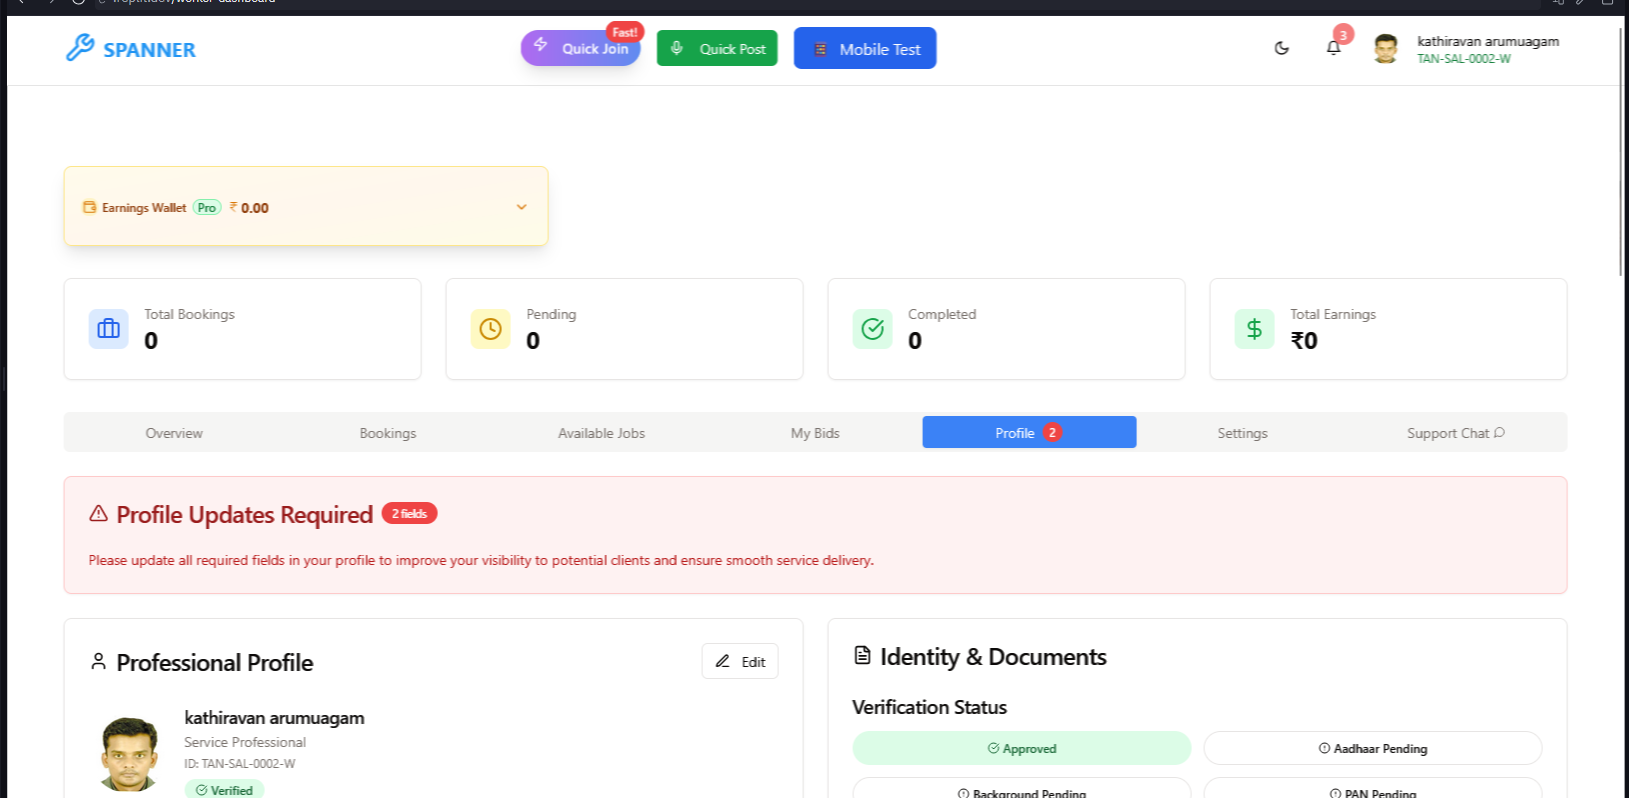 SPANNER
Quick Join
Fast!
Quick Post
Mobile Test
3
kathiravan arumuagam
TAN-SAL-0002-W
Earnings Wallet Pro ₹ 0.00
Total Bookings
0
Pending
0
Completed
0
Total Earnings
₹0
Overview
Bookings
Available Jobs
My Bids
Profile 2
Settings
Support Chat
Profile Updates Required 2 fields
Please update all required fields in your profile to improve your visibility to potential clients and ensure smooth service delivery.
Professional Profile
Edit
kathiravan arumuagam
Service Professional
ID: TAN-SAL-0002-W
Verified
Identity & Documents
Verification Status
Approved
Aadhaar Pending
Background Pending
PAN Pending